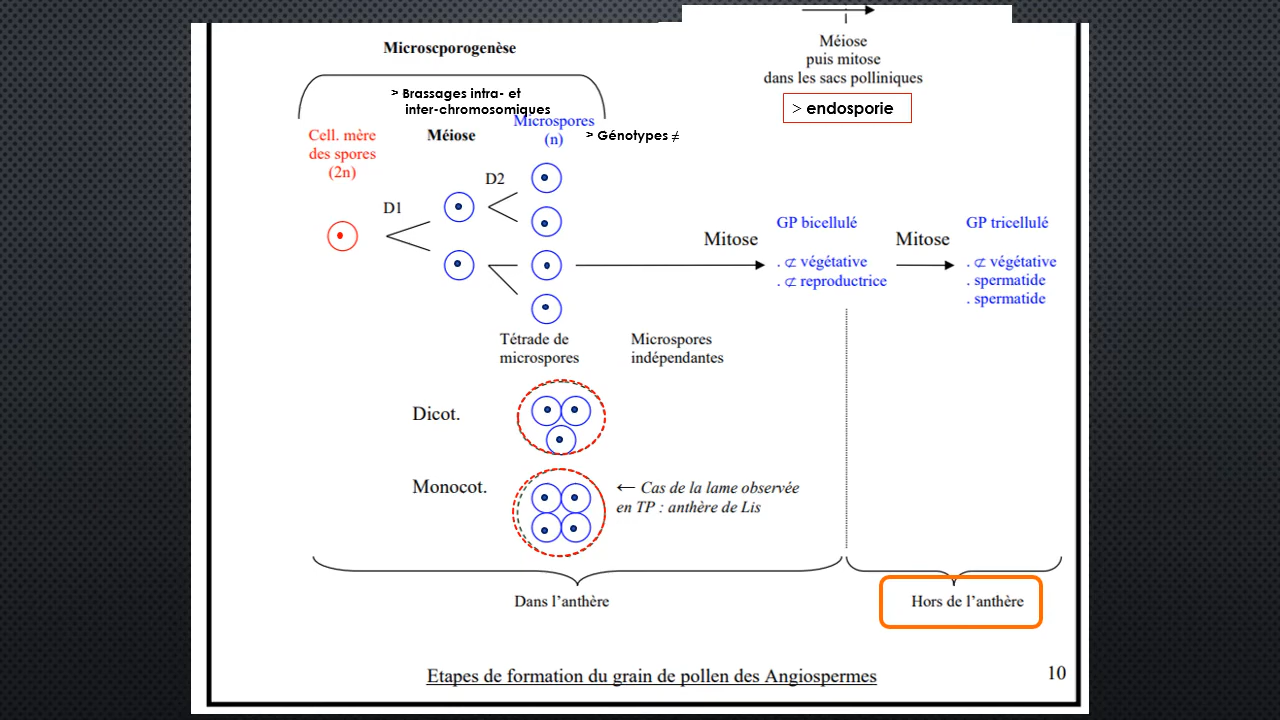 Microscporogenèse
> Brassages intra- et
inter-chromosomiques
Méiose
puis mitose
dans les sacs polliniques
> endosporie
Cell. mère
des spores
(2n)
Méiose
Microspores
(n)
> Génotypes ≠
D1
D2
Mitose
GP bicellulé
. ⊄ végétative
. ⊄ reproductrice
Mitose
GP tricellulé
. ⊄ végétative
. spermatide
. spermatide
Tétrade de
microspores
Microspores
indépendantes
Dicot.
Monocot.
← Cas de la lame observée
en TP : anthère de Lis
Dans l'anthère
Hors de l'anthère
Etapes de formation du grain de pollen des Angiospermes
10